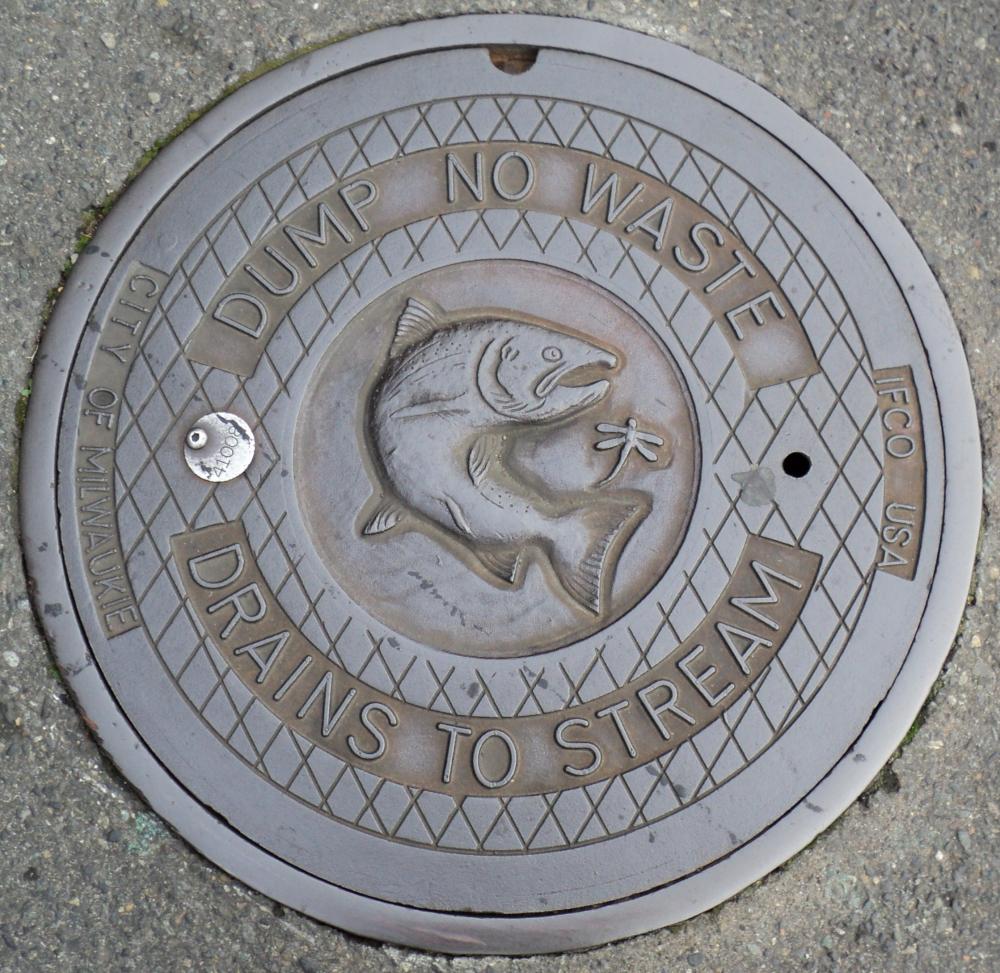 DUMP NO WASTE
CITY OF MILWAUKIE
IFCO USA
41009
DRAINS TO STREAM